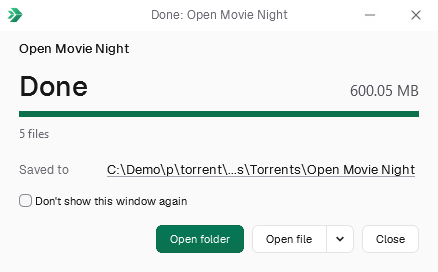 Done: Open Movie Night
Open Movie Night
Done
600.05 MB
5 files
Saved to C:\Demo\p\torrent\...s\Torrents\Open Movie Night
Don't show this window again
Open folder
Open file
Close